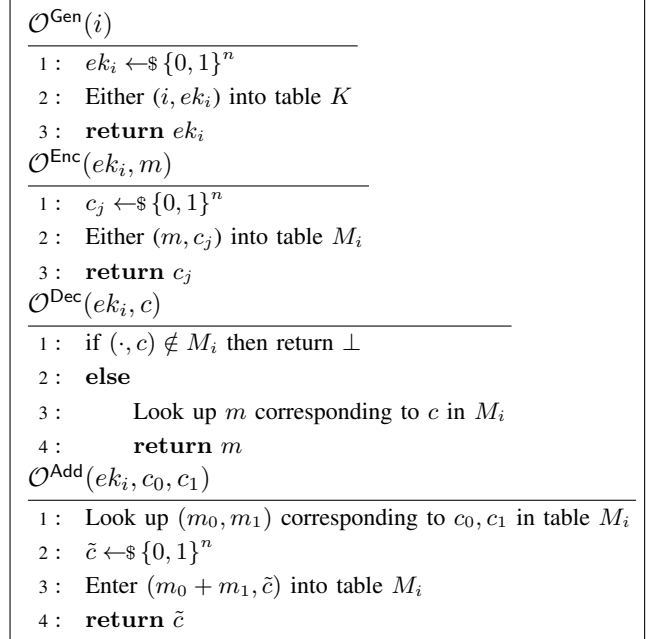 𝒪^Gen(i)
1 : ek_i ←$ {0, 1}^n
2 : Either (i, ek_i) into table K
3 : return ek_i
𝒪^Enc(ek_i, m)
1 : c_j ←$ {0, 1}^n
2 : Either (m, c_j) into table M_i
3 : return c_j
𝒪^Dec(ek_i, c)
1 : if (·, c) ∉ M_i then return ⊥
2 : else
3 : Look up m corresponding to c in M_i
4 : return m
𝒪^Add(ek_i, c_0, c_1)
1 : Look up (m_0, m_1) corresponding to c_0, c_1 in table M_i
2 : c̃ ←$ {0, 1}^n
3 : Enter (m_0 + m_1, c̃) into table M_i
4 : return c̃